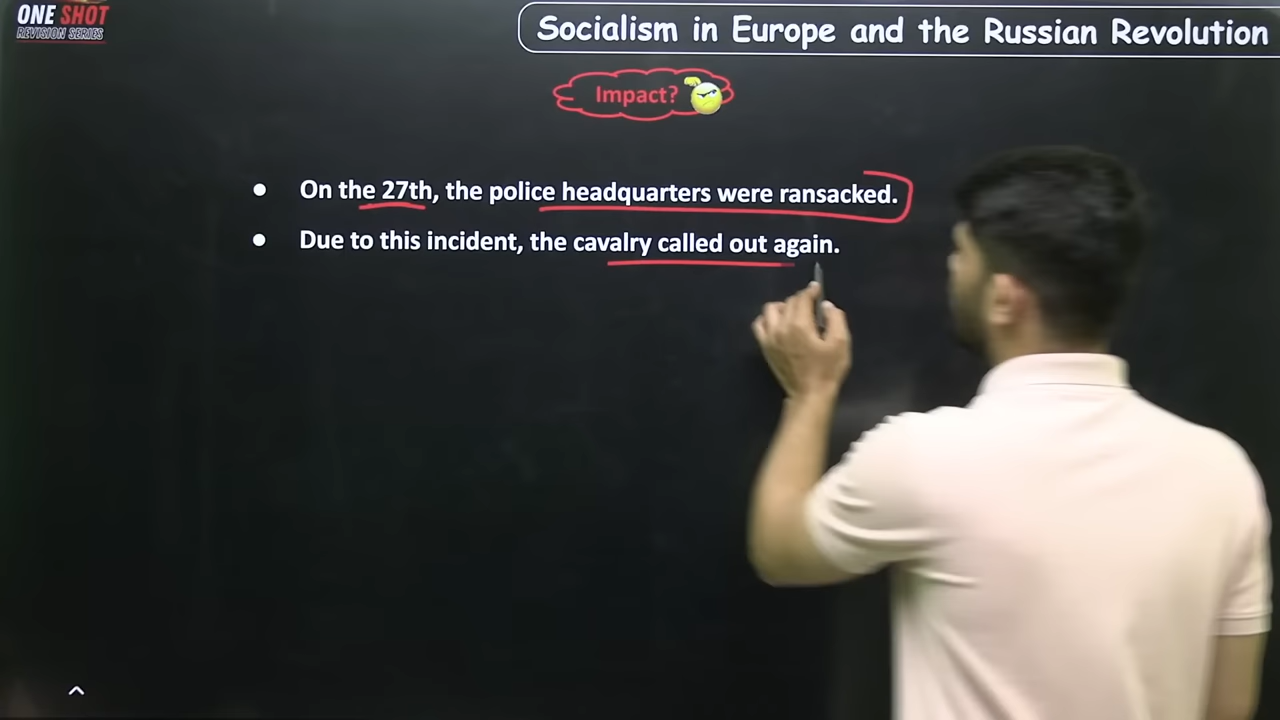 ONE SHOT
REVISION SERIES
Socialism in Europe and the Russian Revolution
Impact?
• On the 27th, the police headquarters were ransacked.
• Due to this incident, the cavalry called out again.